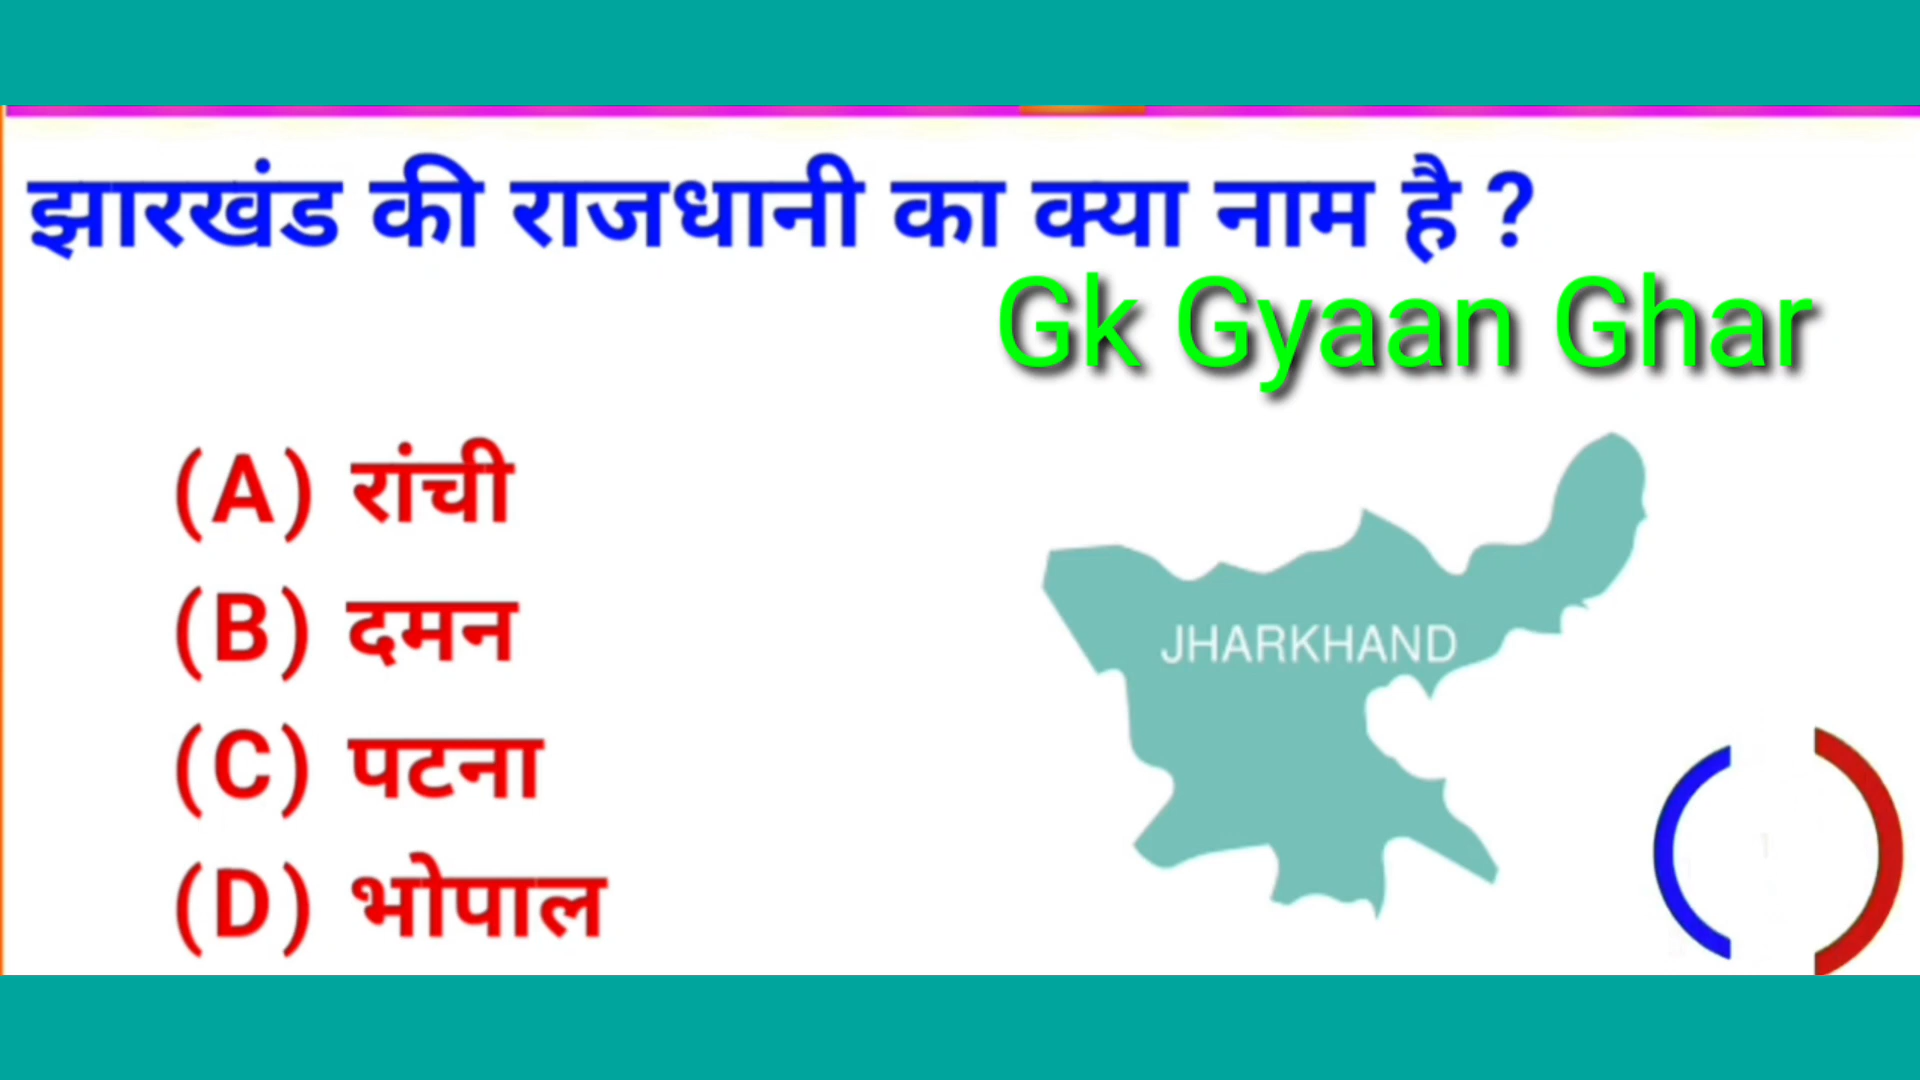 झारखंड की राजधानी का क्या नाम है ?
Gk Gyaan Ghar
(A) रांची
(B) दमन
(C) पटना
(D) भोपाल
JHARKHAND